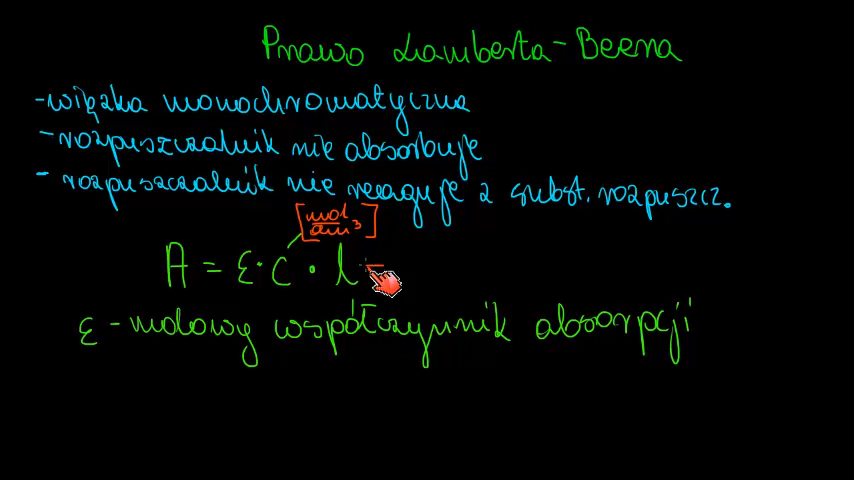 Prawo Lamberta-Beera
-wiązka monochromatyczna
-rozpuszczalnik nie absorbuje
-rozpuszczalnik nie reaguje z subst. rozpuszcz.
[mol/dm³]
A = ε · c · l
ε - molowy współczynnik absorpcji